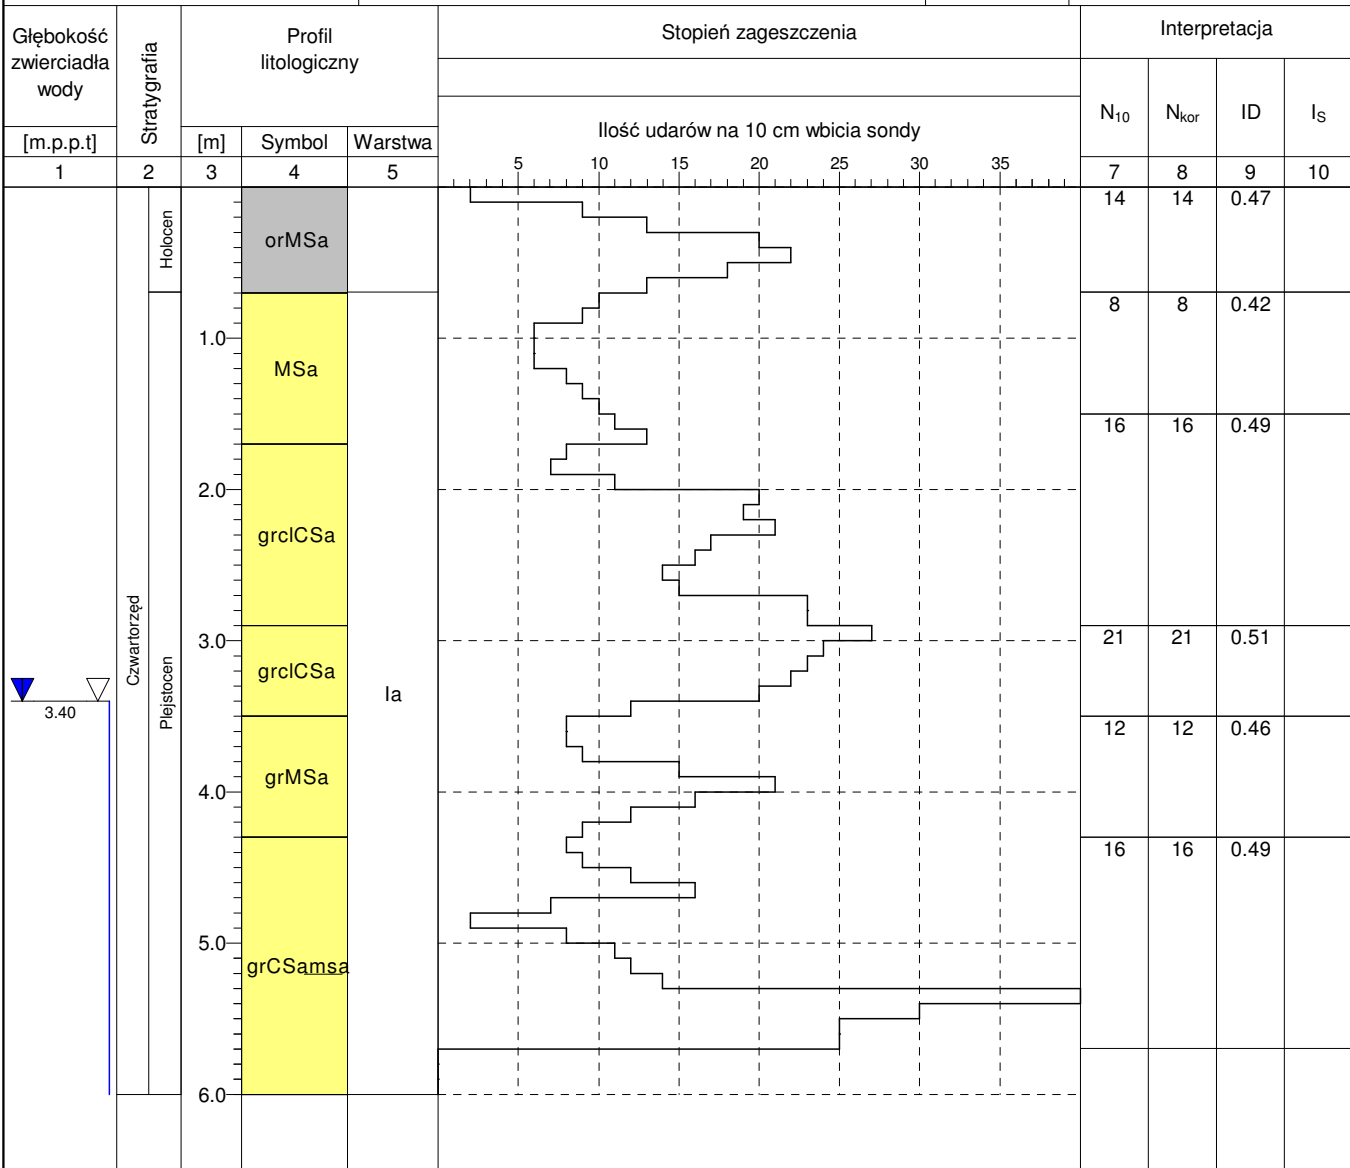 Głębokość
zwierciadła
wody
[m.p.p.t]
Stratygrafia
Profil
litologiczny
[m]
Symbol
Warstwa
Stopień zageszczenia
Ilość udarów na 10 cm wbicia sondy
5 10 15 20 25 30 35
Interpretacja
N10 Nkor ID IS
1 2 3 4 5 7 8 9 10
Holocen
orMSa
14 14 0.47
8 8 0.42
1.0
MSa
16 16 0.49
2.0
grclCSa
Czwartorzęd
Plejstocen
21 21 0.51
3.0
grclCSa
Ia
3.40
12 12 0.46
grMSa
4.0
16 16 0.49
5.0
grCSamsa
6.0